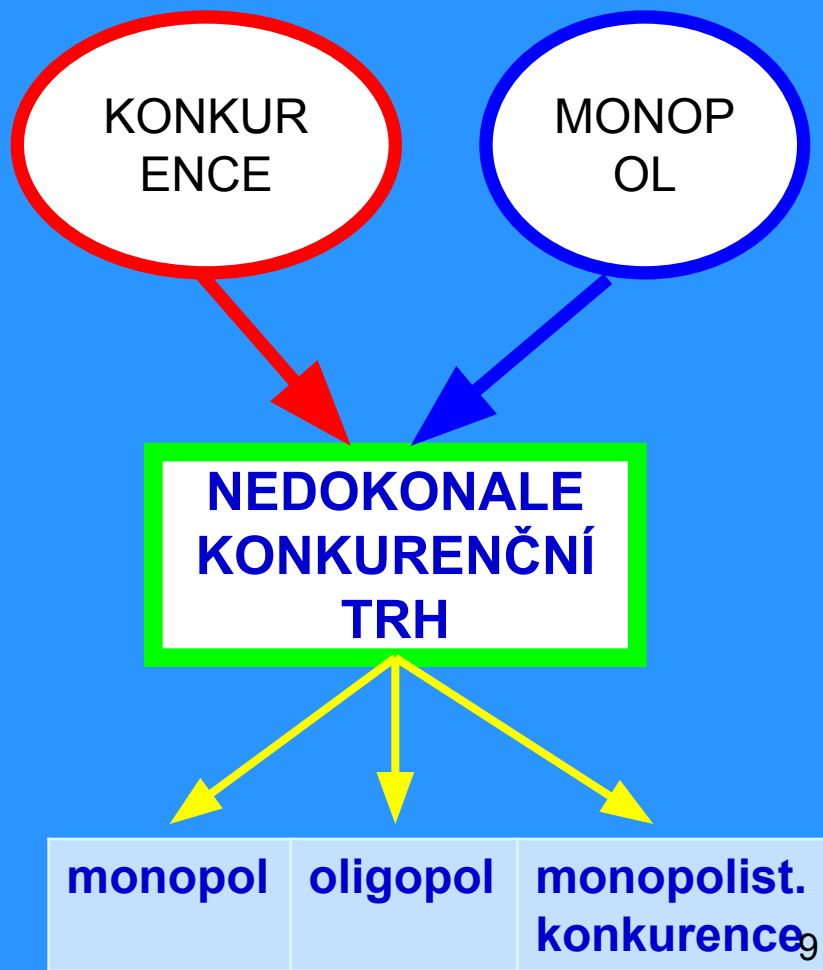 KONKUR
ENCE
MONOP
OL
NEDOKONALE
KONKURENČNÍ
TRH
monopol
oligopol
monopolist.
konkurence
9